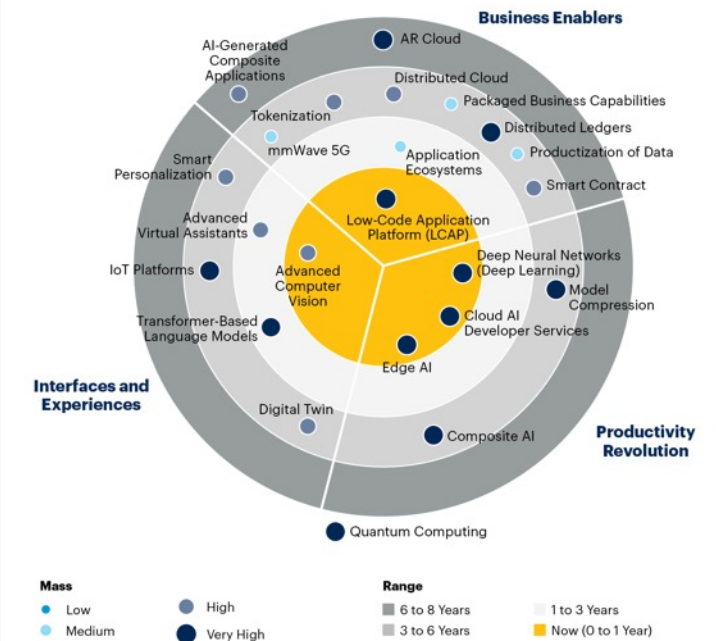 Business Enablers
AR Cloud
AI-Generated
Composite
Applications
Distributed Cloud
Tokenization
Packaged Business Capabilities
Distributed Ledgers
mmWave 5G
Application
Ecosystems
Productization of Data
Smart
Personalization
Smart Contract
Low-Code Application
Platform (LCAP)
Advanced
Virtual Assistants
Deep Neural Networks
(Deep Learning)
IoT Platforms
Advanced
Computer
Vision
Model
Compression
Transformer-Based
Language Models
Cloud AI
Developer Services
Edge AI
Interfaces and
Experiences
Digital Twin
Composite AI
Productivity
Revolution
Quantum Computing
Mass
Low
Medium
High
Very High
Range
6 to 8 Years
3 to 6 Years
1 to 3 Years
Now (0 to 1 Year)